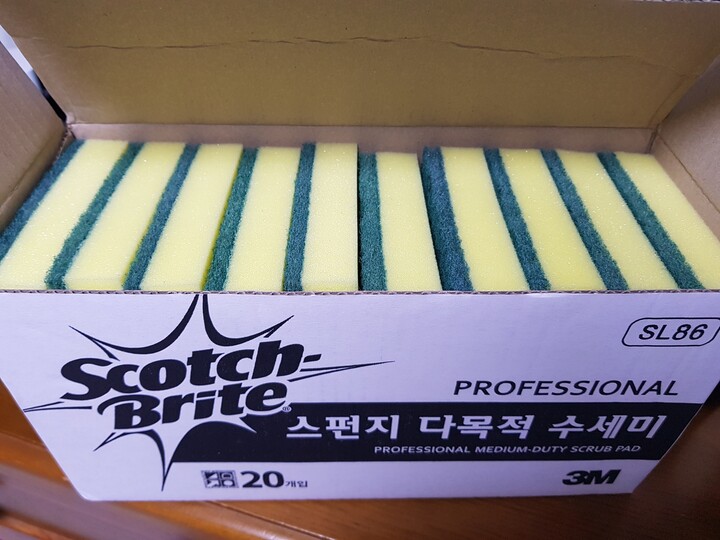 SL86
Scotch-
Brite®
PROFESSIONAL
스펀지 다목적 수세미
PROFESSIONAL MEDIUM-DUTY SCRUB PAD
20개입
3M